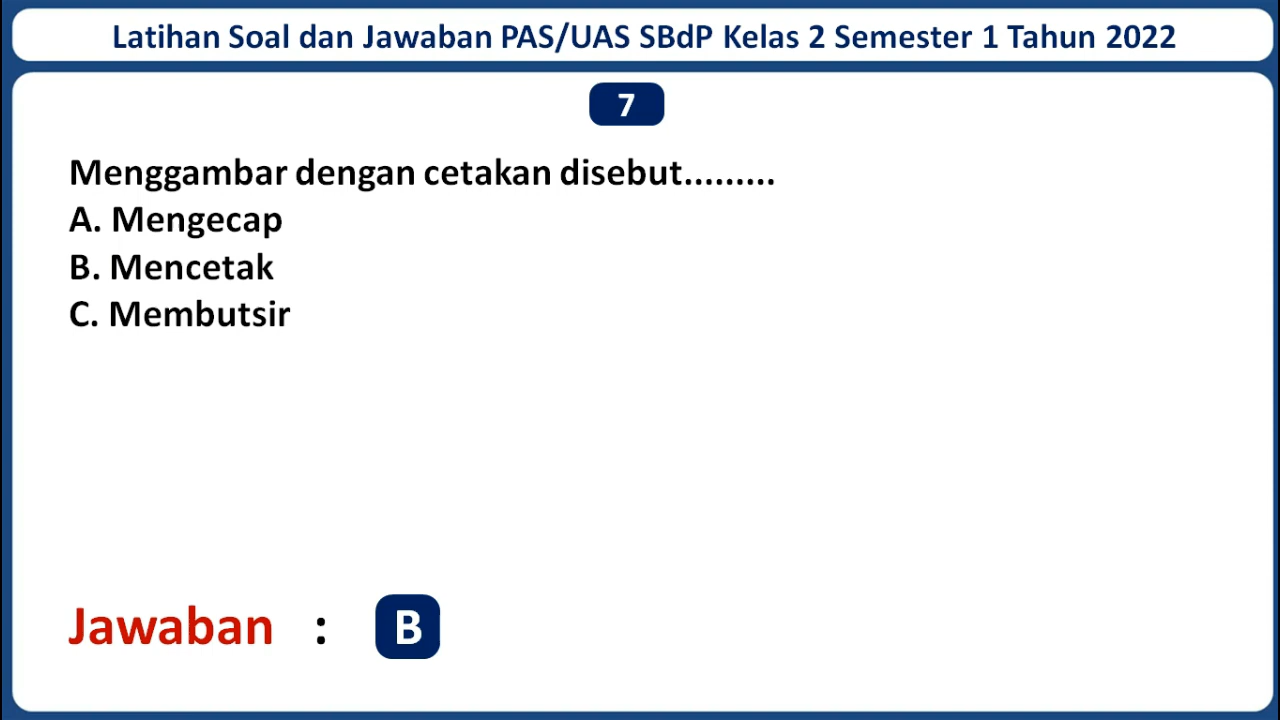 Latihan Soal dan Jawaban PAS/UAS SBdP Kelas 2 Semester 1 Tahun 2022
7
Menggambar dengan cetakan disebut.........
A. Mengecap
B. Mencetak
C. Membutsir
Jawaban : B